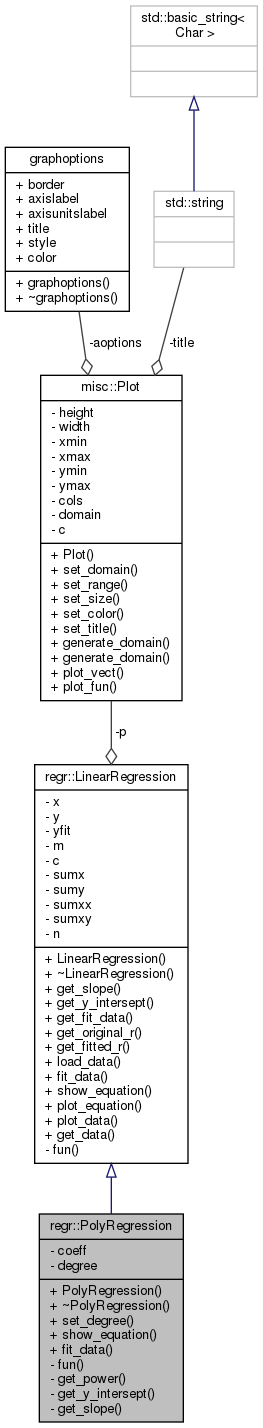 std::basic_string<
Char >
graphoptions
+ border
+ axislabel
+ axisunitslabel
+ title
+ style
+ color
+ graphoptions()
+ ~graphoptions()
std::string
-aoptions
-title
misc::Plot
- height
- width
- xmin
- xmax
- ymin
- ymax
- cols
- domain
- c
+ Plot()
+ set_domain()
+ set_range()
+ set_size()
+ set_color()
+ set_title()
+ generate_domain()
+ generate_domain()
+ plot_vect()
+ plot_fun()
-p
regr::LinearRegression
- x
- y
- yfit
- m
- c
- sumx
- sumy
- sumxx
- sumxy
- n
+ LinearRegression()
+ ~LinearRegression()
+ get_slope()
+ get_y_intersept()
+ get_fit_data()
+ get_original_r()
+ get_fitted_r()
+ load_data()
+ fit_data()
+ show_equation()
+ plot_equation()
+ plot_data()
+ get_data()
- fun()
regr::PolyRegression
- coeff
- degree
+ PolyRegression()
+ ~PolyRegression()
+ set_degree()
+ show_equation()
+ fit_data()
- fun()
- get_power()
- get_y_intersept()
- get_slope()